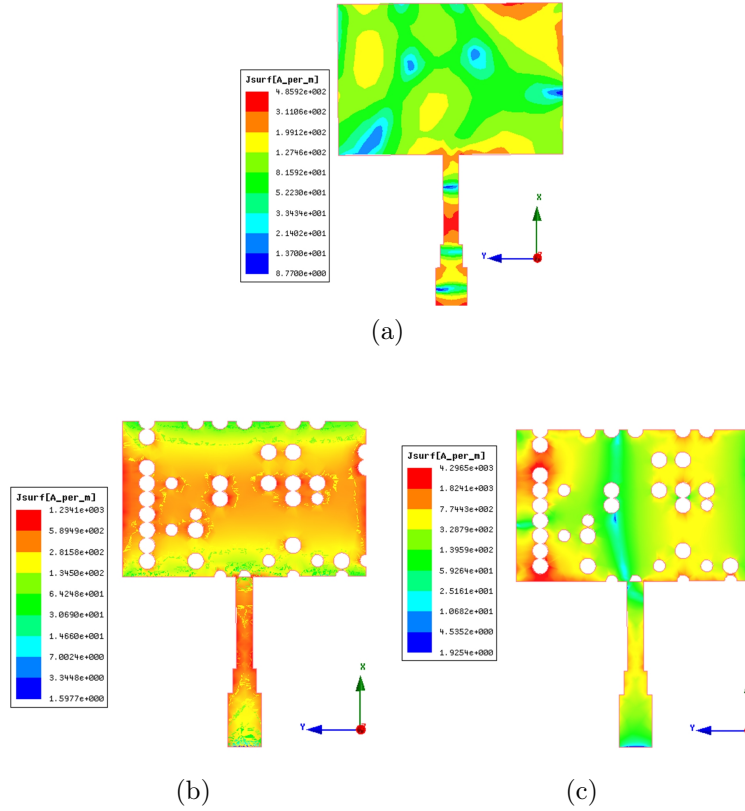 Jsurf[A_per_m]
4.8592e+002
3.1106e+002
1.9912e+002
1.2746e+002
8.1592e+001
5.2230e+001
3.3434e+001
2.1402e+001
1.3700e+001
8.7700e+000
X
Y
Z
(a)
Jsurf[A_per_m]
1.2341e+003
5.8949e+002
2.8158e+002
1.3450e+002
6.4248e+001
3.0690e+001
1.4660e+001
7.0024e+000
3.3448e+000
1.5977e+000
X
Y
Z
(b)
Jsurf[A_per_m]
4.2965e+003
1.8241e+003
7.7443e+002
3.2879e+002
1.3959e+002
5.9264e+001
2.5161e+001
1.0682e+001
4.5352e+000
1.9254e+000
Y
(c)